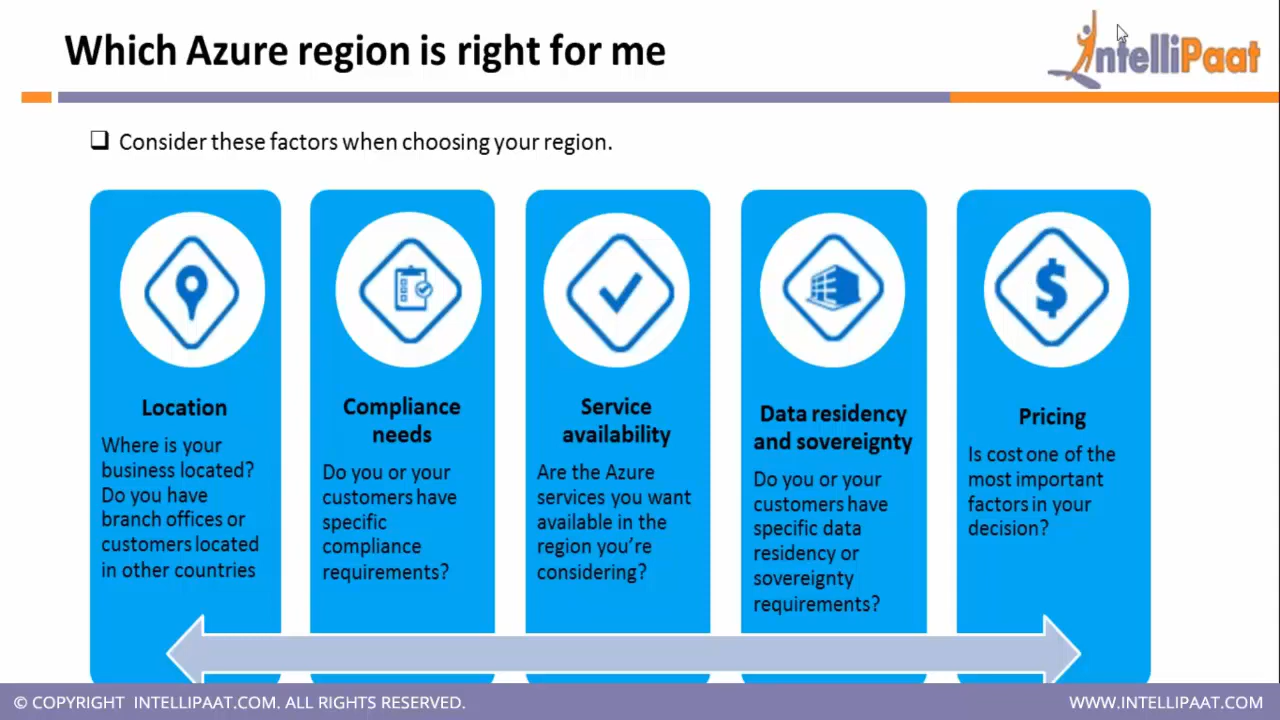 Which Azure region is right for me
IntelliPaat
Consider these factors when choosing your region.
Location
Where is your
business located?
Do you have
branch offices or
customers located
in other countries
Compliance
needs
Do you or your
customers have
specific
compliance
requirements?
Service
availability
Are the Azure
services you want
available in the
region you’re
considering?
Data residency
and sovereignty
Do you or your
customers have
specific data
residency or
sovereignty
requirements?
Pricing
Is cost one of the
most important
factors in your
decision?
$
© COPYRIGHT INTELLIPAAT.COM. ALL RIGHTS RESERVED.
WWW.INTELLIPAAT.COM